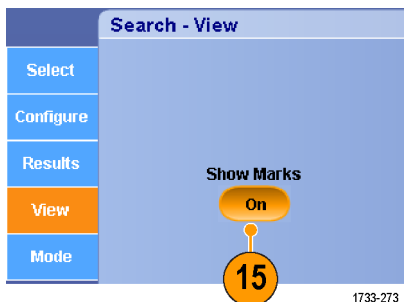 Search - View
Select
Configure
Results
View
Mode
Show Marks
On
15
1733-273